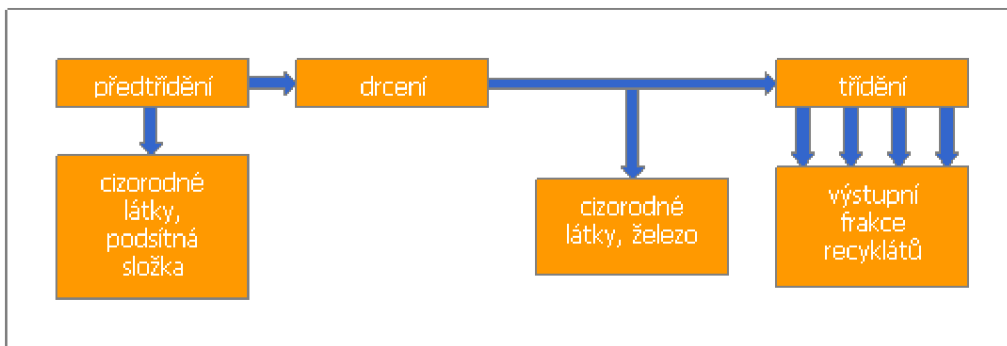 předtřídění
drcení
třídění
cizorodné
látky,
podsítná
složka
cizorodné
látky, železo
výstupní
frakce
recyklátů